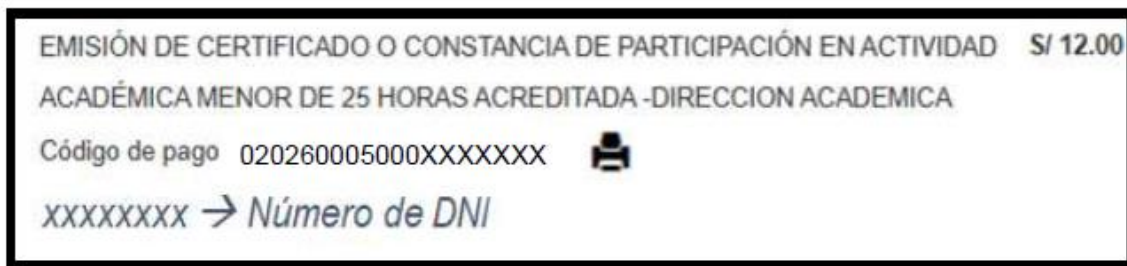 EMISIÓN DE CERTIFICADO O CONSTANCIA DE PARTICIPACIÓN EN ACTIVIDAD S/ 12.00
ACADÉMICA MENOR DE 25 HORAS ACREDITADA -DIRECCION ACADEMICA
Código de pago 020260005000XXXXXXX
xxxxxxxx → Número de DNI